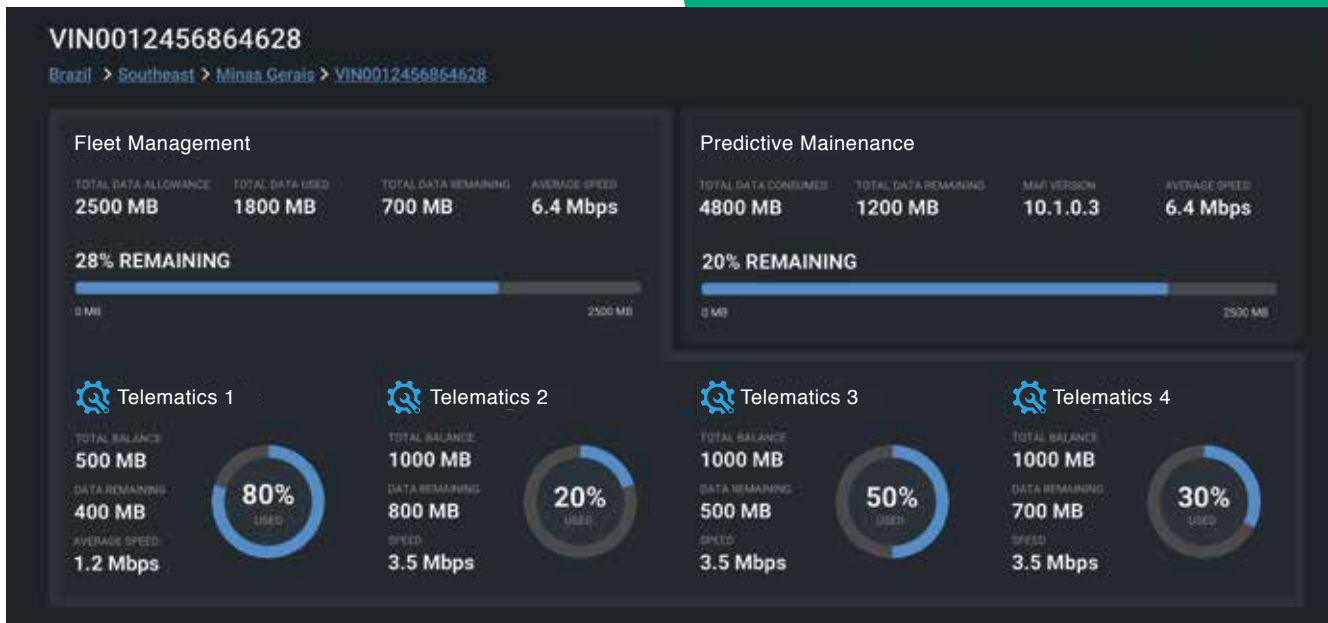 VIN0012456864628
Brazil > Southeast > Minas Gerais > VIN0012456864628
Fleet Management
TOTAL DATA ALLOWANCE TOTAL DATA USED TOTAL DATA REMAINING AVERAGE SPEED
2500 MB 1800 MB 700 MB 6.4 Mbps
28% REMAINING
0 MB 2500 MB
Predictive Mainenance
TOTAL DATA CONSUMED TOTAL DATA REMAINING MAP VERSION AVERAGE SPEED
4800 MB 1200 MB 10.1.0.3 6.4 Mbps
20% REMAINING
0 MB 2500 MB
Telematics 1
TOTAL BALANCE
500 MB
DATA REMAINING
400 MB
AVERAGE SPEED
1.2 Mbps
80%
USED
Telematics 2
TOTAL BALANCE
1000 MB
DATA REMAINING
800 MB
SPEED
3.5 Mbps
20%
USED
Telematics 3
TOTAL BALANCE
1000 MB
DATA REMAINING
500 MB
SPEED
3.5 Mbps
50%
USED
Telematics 4
TOTAL BALANCE
1000 MB
DATA REMAINING
700 MB
SPEED
3.5 Mbps
30%
USED